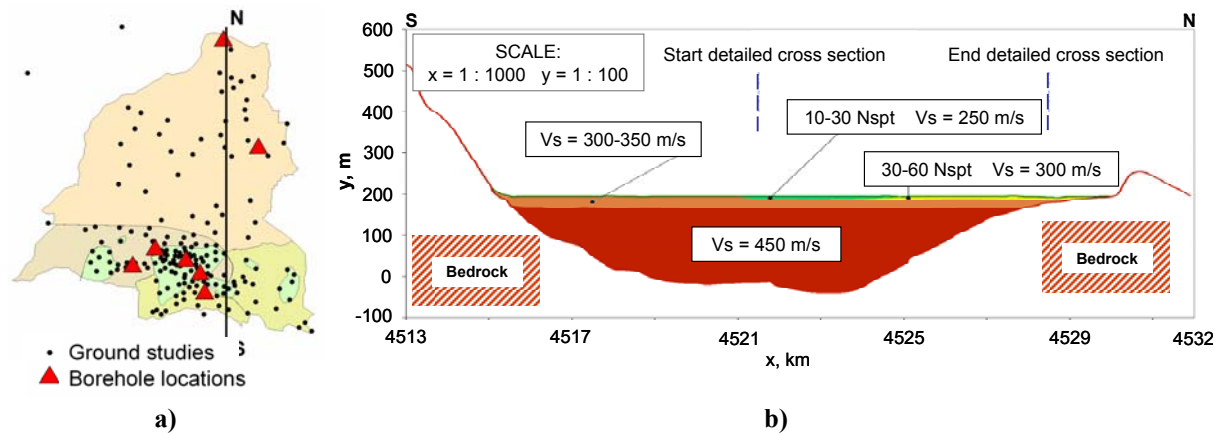 N
S
Ground studies
Borehole locations
a)
S
N
600
500
400
300
200
100
0
-100
y, m
SCALE:
x = 1 : 1000 y = 1 : 100
Start detailed cross section
End detailed cross section
Vs = 300-350 m/s
10-30 Nspt Vs = 250 m/s
30-60 Nspt Vs = 300 m/s
Vs = 450 m/s
Bedrock
Bedrock
4513
4517
4521
4525
4529
4532
x, km
b)